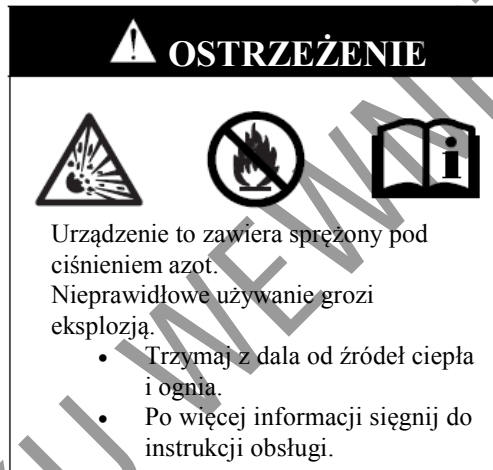 OSTRZEŻENIE
Urządzenie to zawiera sprężony pod
ciśnieniem azot.
Nieprawidłowe używanie grozi
eksplozją.
• Trzymaj z dala od źródeł ciepła
i ognia.
• Po więcej informacji sięgnij do
instrukcji obsługi.